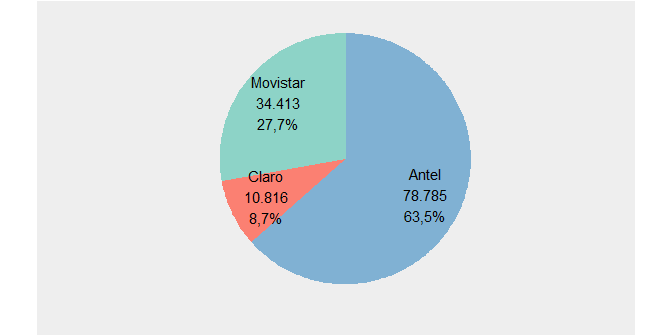 Movistar
34.413
27,7%
Claro
10.816
8,7%
Antel
78.785
63,5%